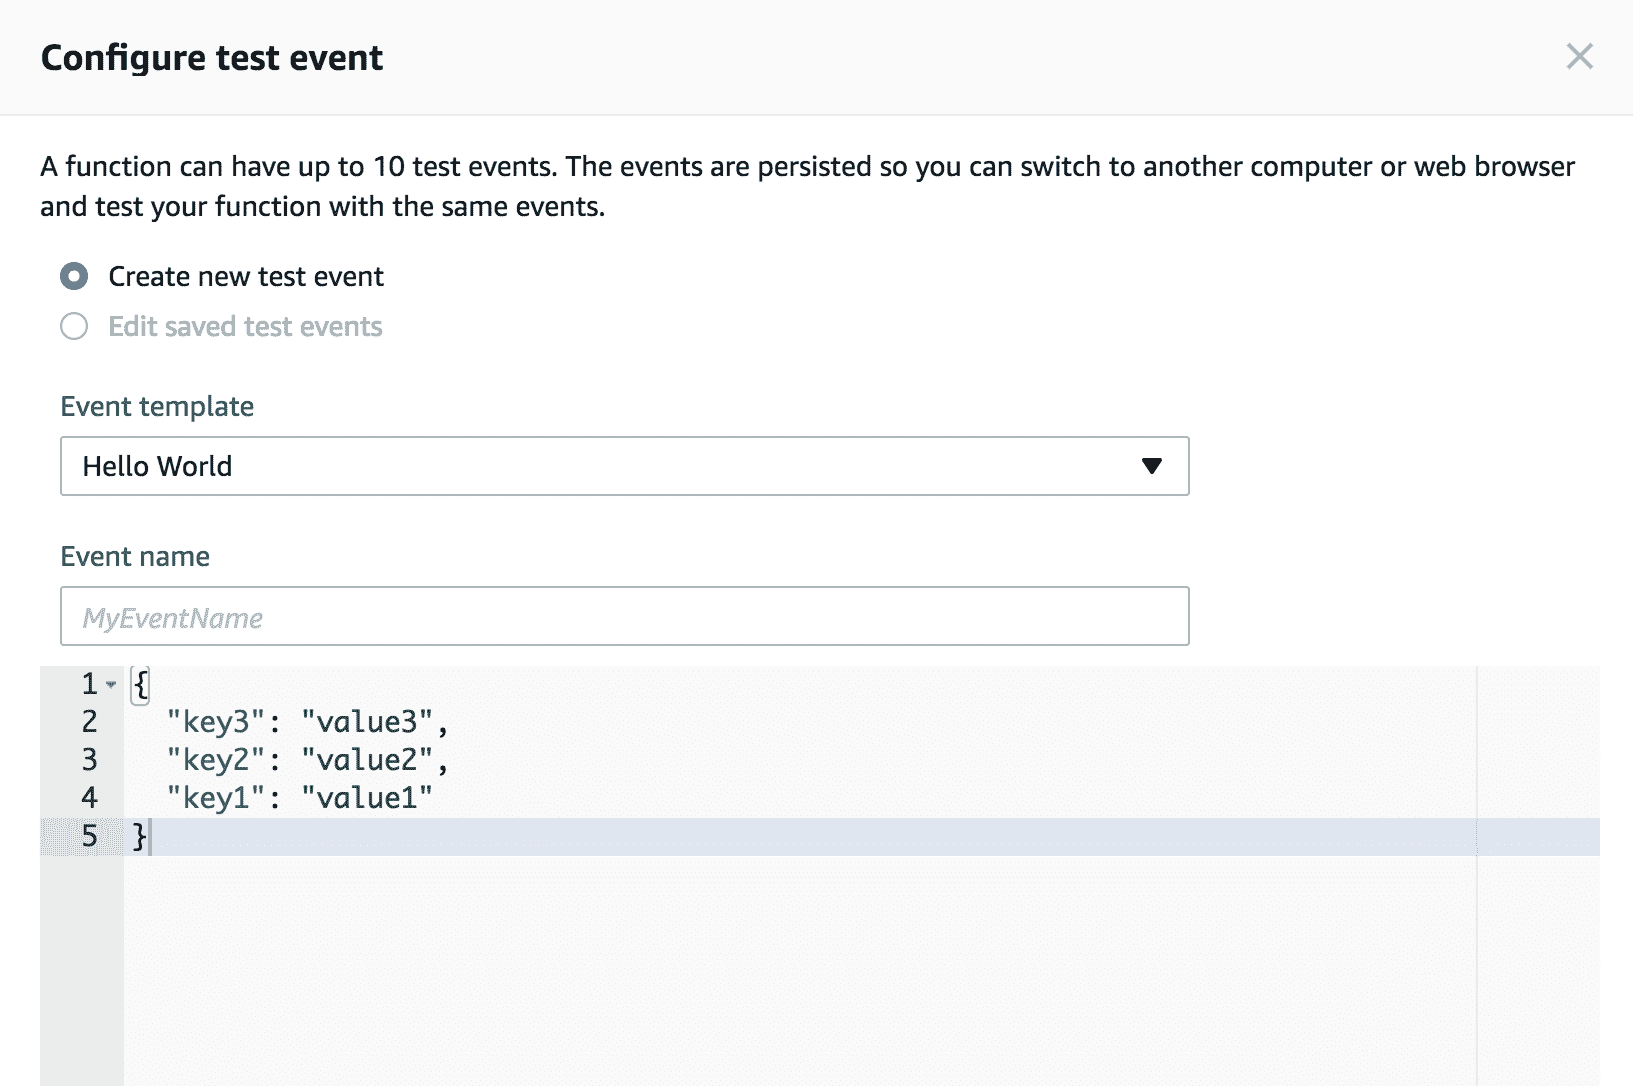 Configure test event
A function can have up to 10 test events. The events are persisted so you can switch to another computer or web browser
and test your function with the same events.
Create new test event
Edit saved test events
Event template
Hello World
Event name
MyEventName
1 {
2 "key3": "value3",
3 "key2": "value2",
4 "key1": "value1"
5 }